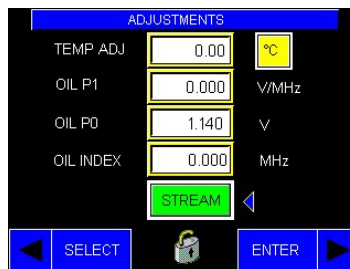 ADJUSTMENTS
TEMP ADJ 0.00 °C
OIL P1 0.000 V/MHz
OIL P0 1.140 V
OIL INDEX 0.000 MHz
STREAM
SELECT ENTER